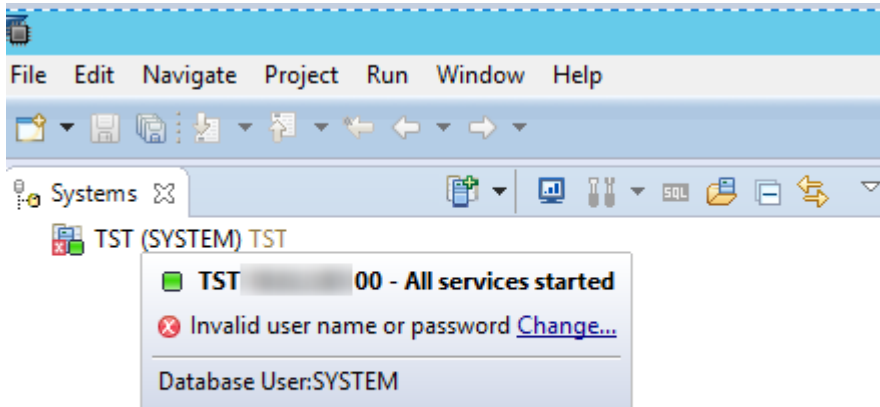 File Edit Navigate Project Run Window Help
SQL
Systems
TST (SYSTEM) TST
TST 00 - All services started
Invalid user name or password Change...
Database User:SYSTEM